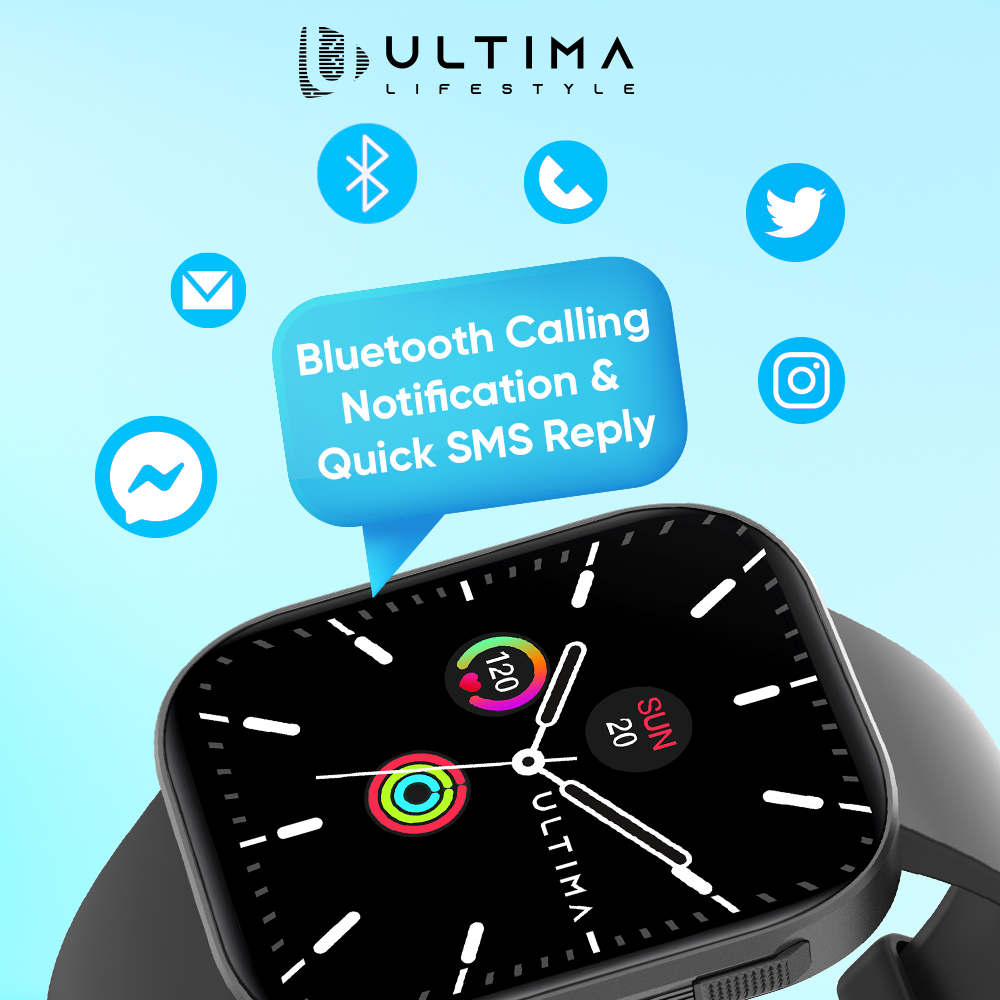 ULTIMA
LIFESTYLE
Bluetooth Calling
Notification &
Quick SMS Reply
120
SUN
20
ULTIMA